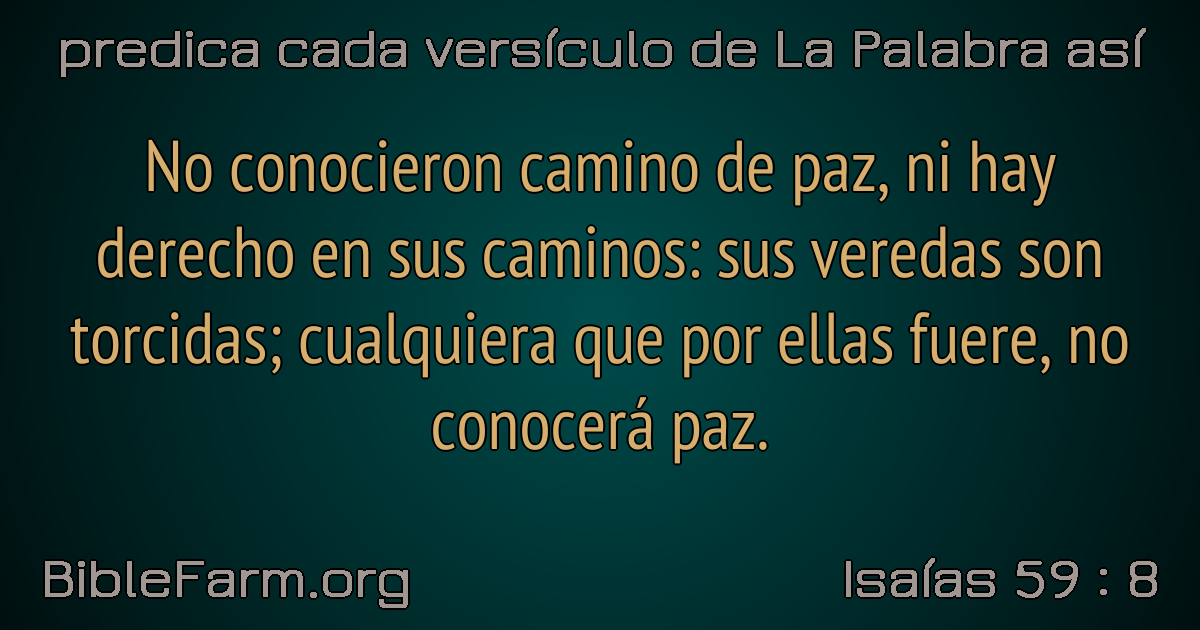 predica cada versículo de La Palabra así
No conocieron camino de paz, ni hay
derecho en sus caminos: sus veredas son
torcidas; cualquiera que por ellas fuere, no
conocerá paz.
BibleFarm.org
Isaías 59 : 8